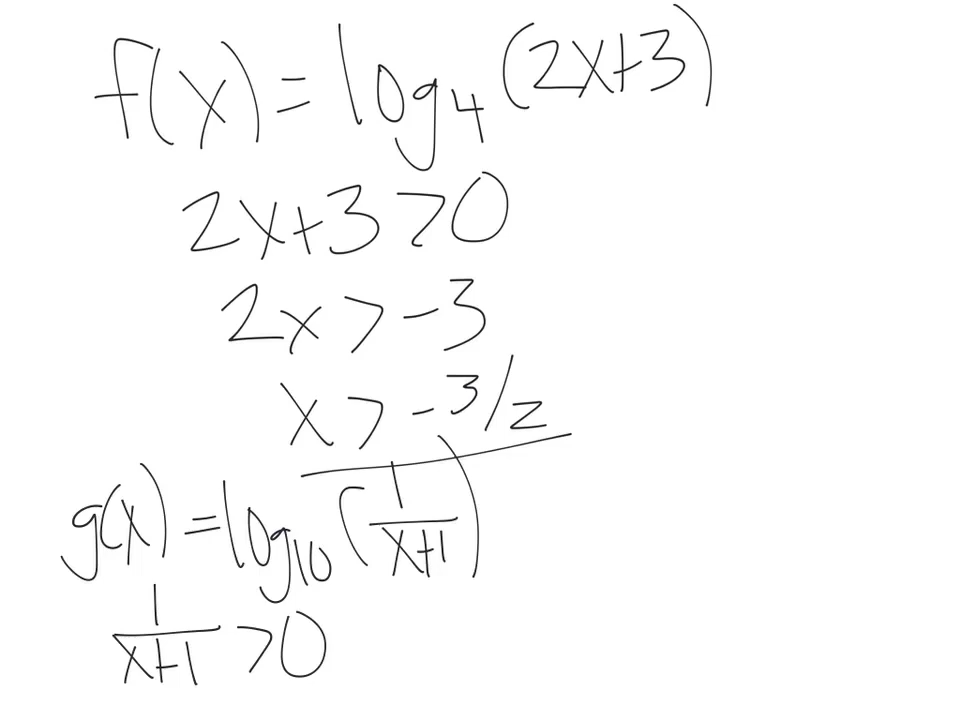 f(x) = log₄ (2x+3)
2x+3 > 0
2x > -3
x > -3/2
g(x) = log₁₀ (1/(x+1))
1/(x+1) > 0